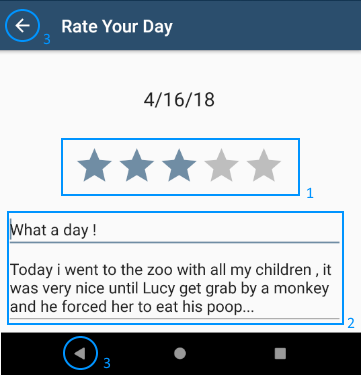 3
Rate Your Day
4/16/18
1
What a day !
Today i went to the zoo with all my children , it
was very nice until Lucy get grab by a monkey
and he forced her to eat his poop...
2
3